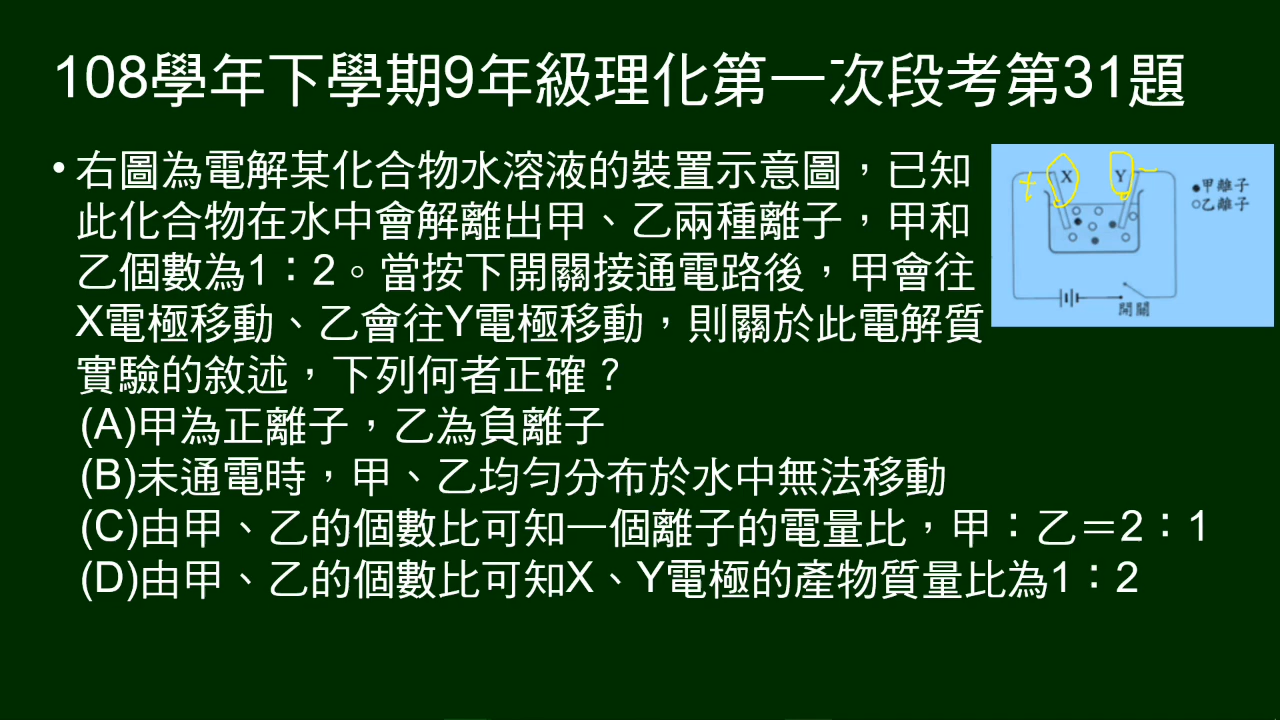 108學年下學期9年級理化第一次段考第31題
•右圖為電解某化合物水溶液的裝置示意圖，已知
此化合物在水中會解離出甲、乙兩種離子，甲和
乙個數為1：2。當按下開關接通電路後，甲會往
X電極移動、乙會往Y電極移動，則關於此電解質
實驗的敘述，下列何者正確？
(A)甲為正離子，乙為負離子
(B)未通電時，甲、乙均勻分布於水中無法移動
(C)由甲、乙的個數比可知一個離子的電量比，甲：乙＝2：1
(D)由甲、乙的個數比可知X、Y電極的產物質量比為1：2
+ X Y −
●甲離子
○乙離子
開關